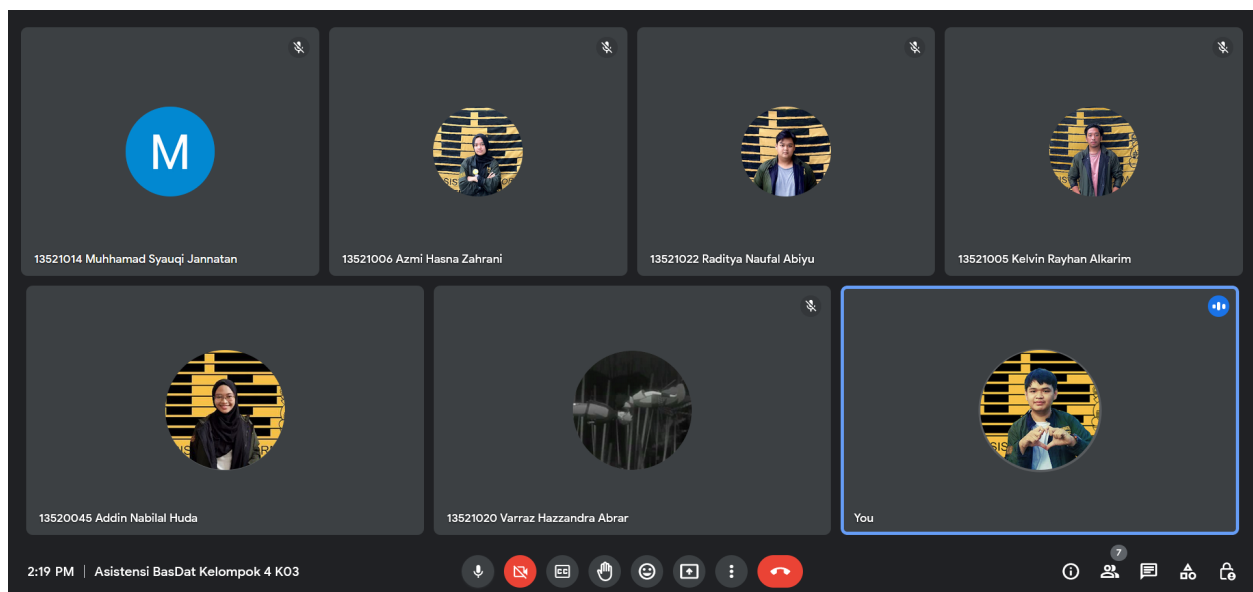 M
13521014 Muhhamad Syauqi Jannatan
13521006 Azmi Hasna Zahrani
13521022 Raditya Naufal Abiyu
13521005 Kelvin Rayhan Alkarim
13520045 Addin Nabilal Huda
13521020 Varraz Hazzandra Abrar
You
2:19 PM | Asistensi BasDat Kelompok 4 K03
CC
7